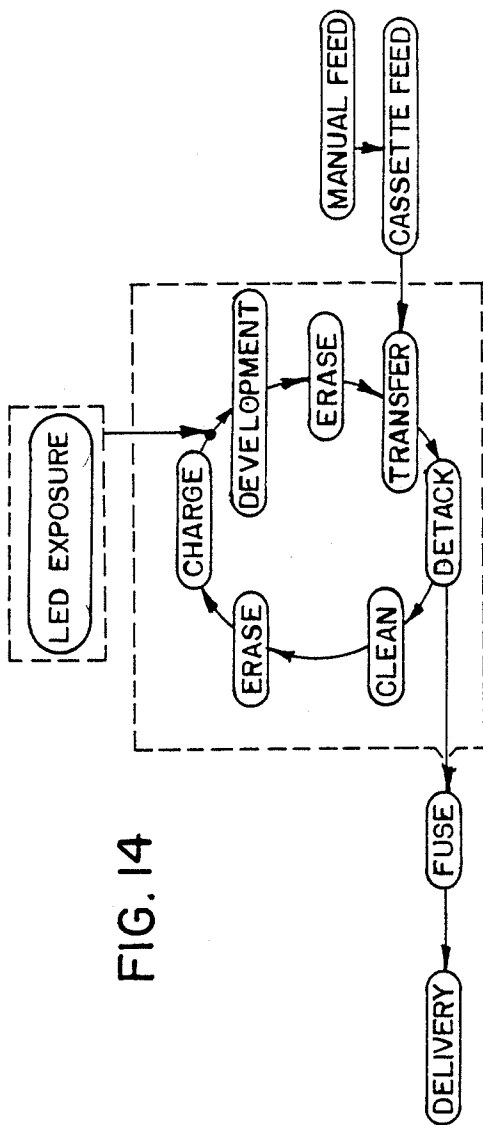 FIG. 14
LED EXPOSURE
CHARGE
DEVELOPMENT
ERASE
TRANSFER
DETACK
CLEAN
ERASE
MANUAL FEED
CASSETTE FEED
FUSE
DELIVERY